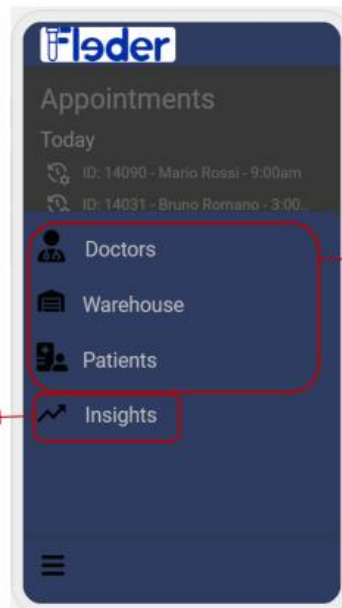 Fleder
Appointments
Today
ID: 14090 - Mario Rossi - 9:00am
ID: 14031 - Bruno Romano - 3:00..
Doctors
Warehouse
Patients
Insights